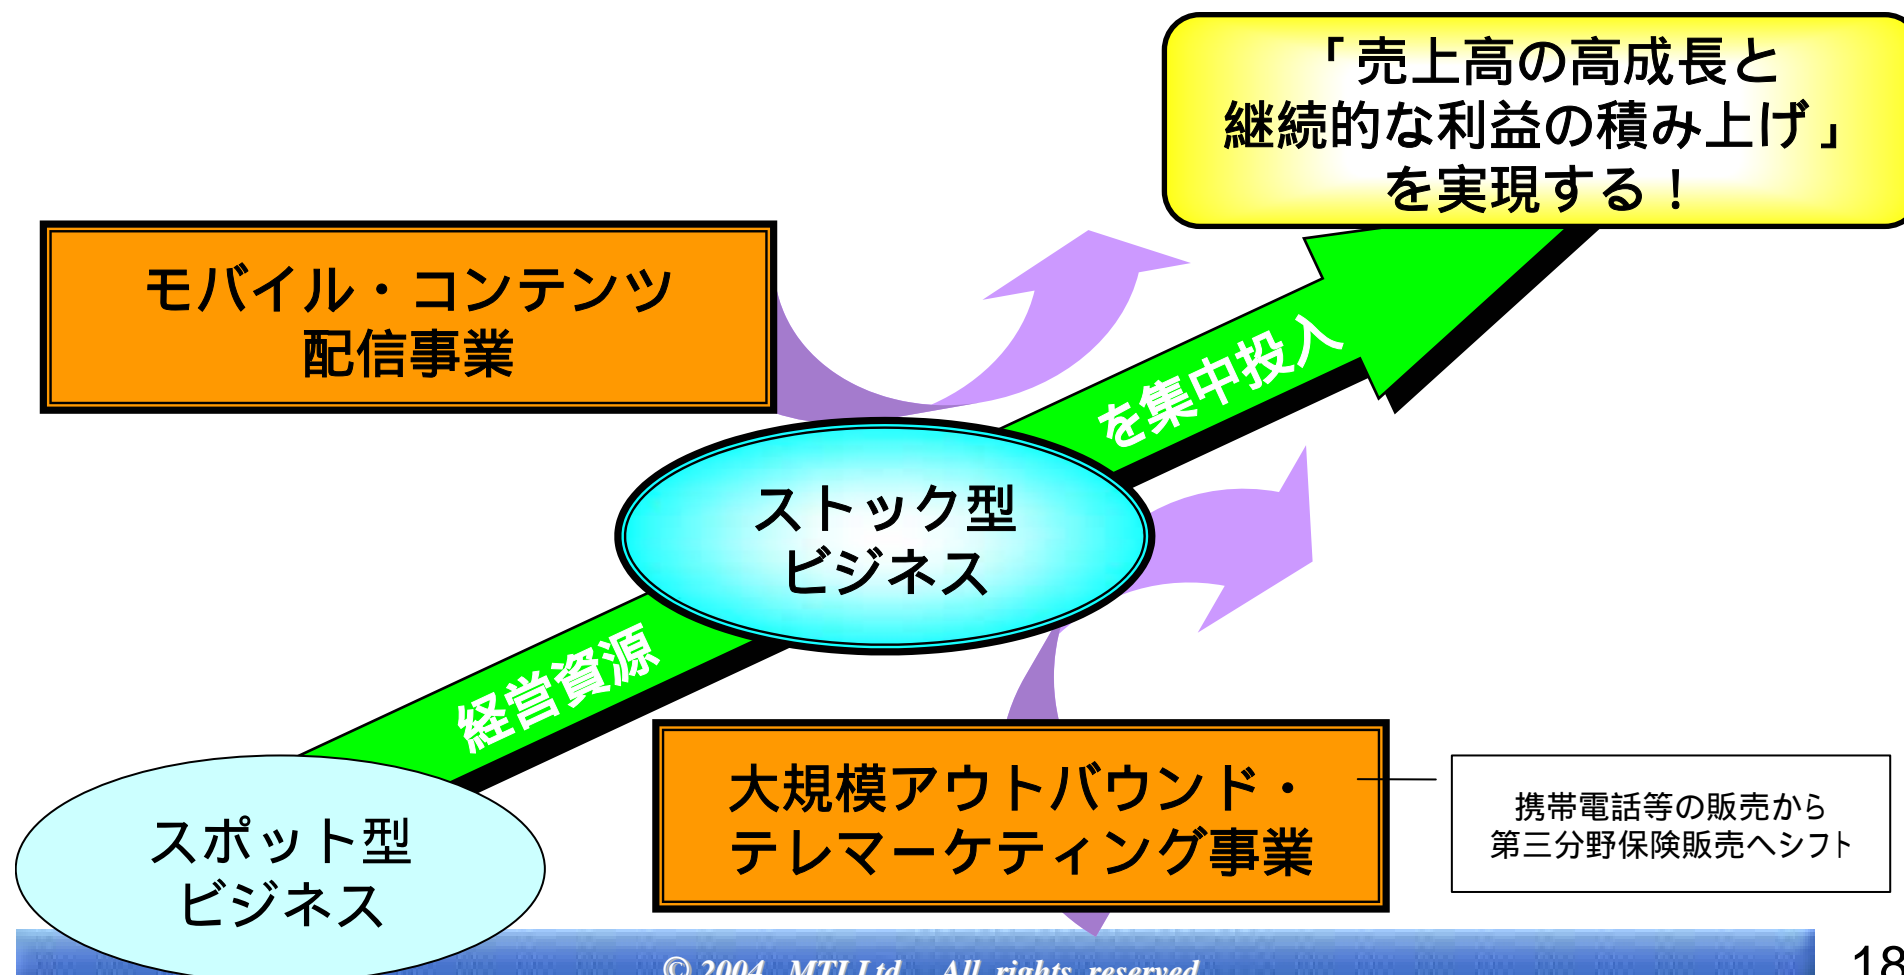 「売上高の高成長と
継続的な利益の積み上げ」
を実現する！
モバイル・コンテンツ
配信事業
を集中投入
ストック型
ビジネス
経営資源
大規模アウトバウンド・
テレマーケティング事業
携帯電話等の販売から
第三分野保険販売へシフト
スポット型
ビジネス
© 2004 MTI Ltd. All rights reserved
18